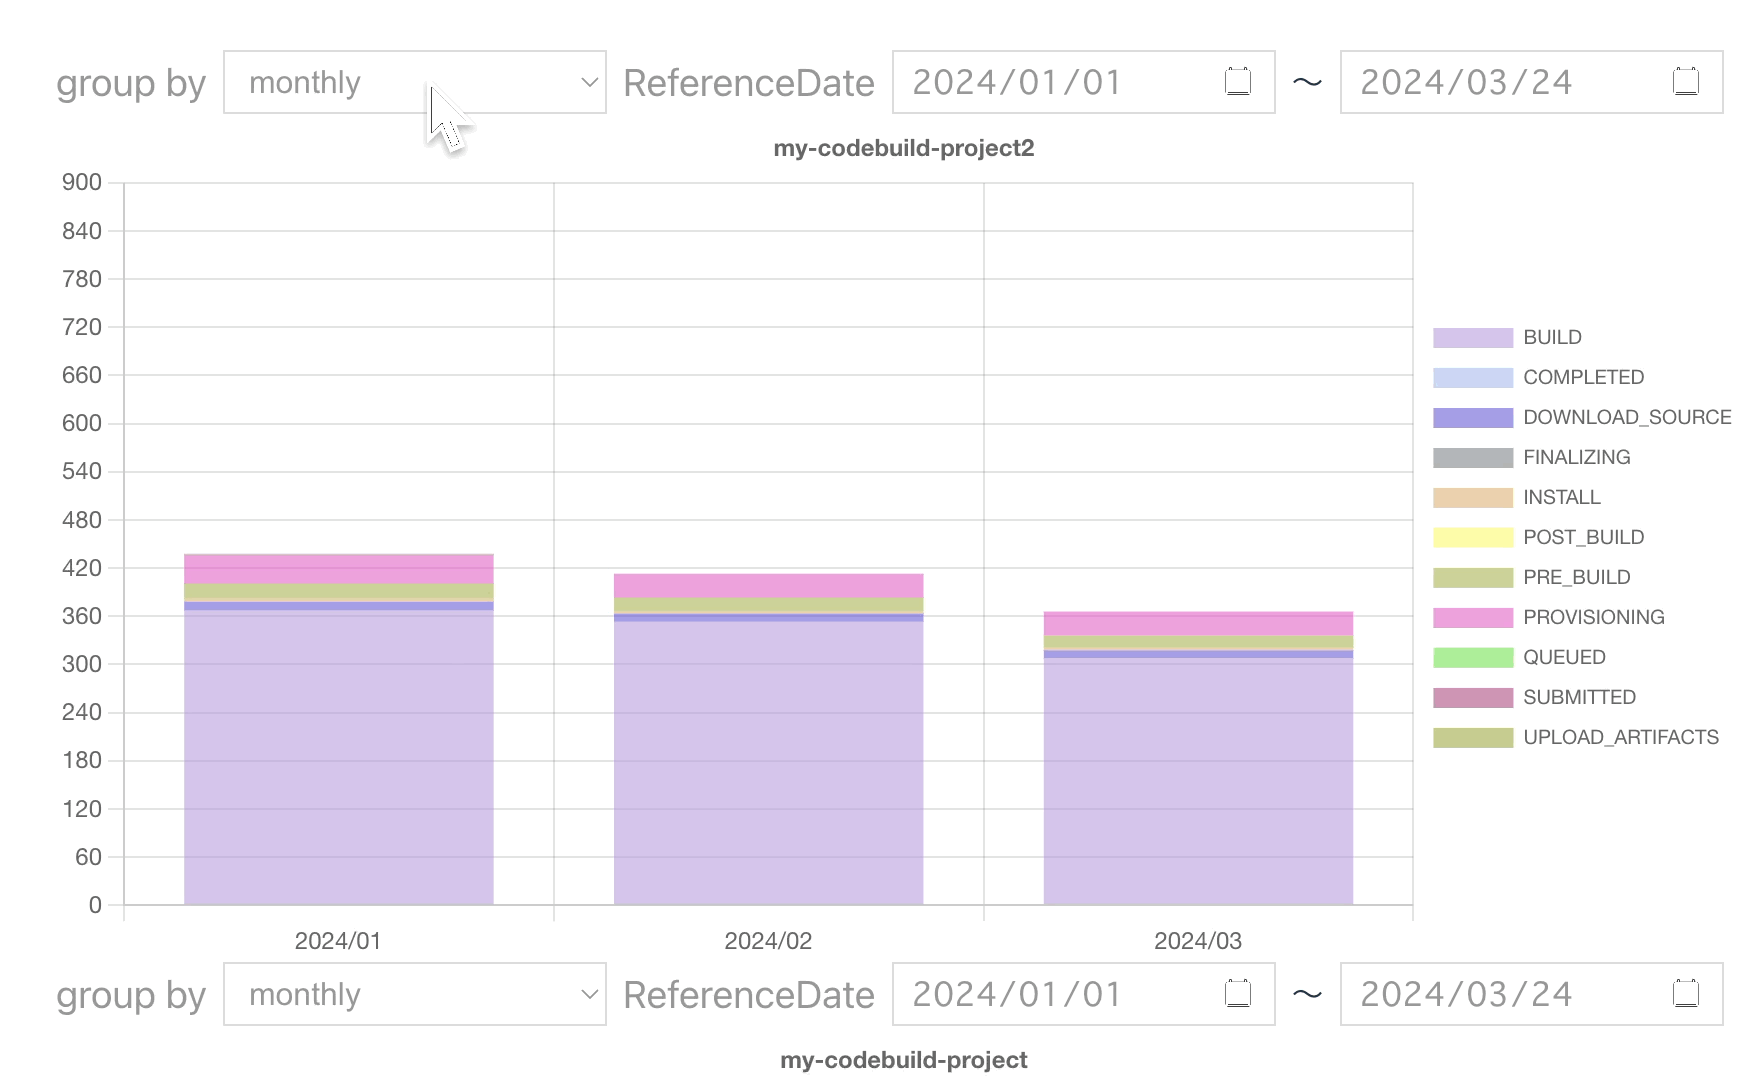 group by monthly ReferenceDate 2024/01/01 ~ 2024/03/24
my-codebuild-project2
900
840
780
720
660
600
540
480
420
360
300
240
180
120
60
0
BUILD
COMPLETED
DOWNLOAD_SOURCE
FINALIZING
INSTALL
POST_BUILD
PRE_BUILD
PROVISIONING
QUEUED
SUBMITTED
UPLOAD_ARTIFACTS
2024/01 2024/02 2024/03
group by monthly ReferenceDate 2024/01/01 ~ 2024/03/24
my-codebuild-project